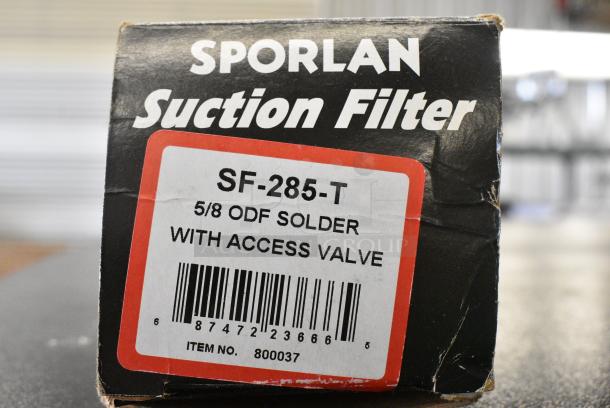 SPORLAN
Suction Filter
SF-285-T
5/8 ODF SOLDER
WITH ACCESS VALVE
6 87472 23666 5
ITEM NO. 800037